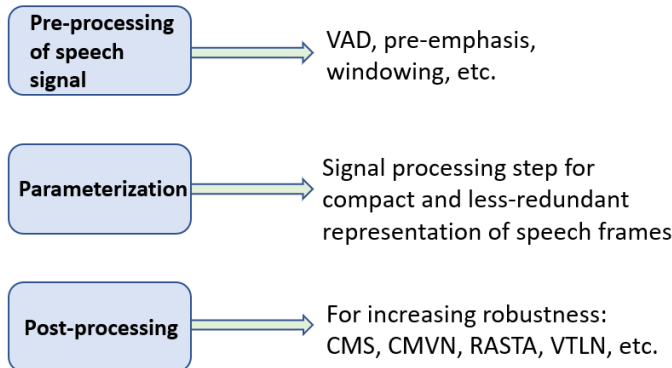 Pre-processing
of speech
signal
VAD, pre-emphasis,
windowing, etc.
Parameterization
Signal processing step for
compact and less-redundant
representation of speech frames
Post-processing
For increasing robustness:
CMS, CMVN, RASTA, VTLN, etc.